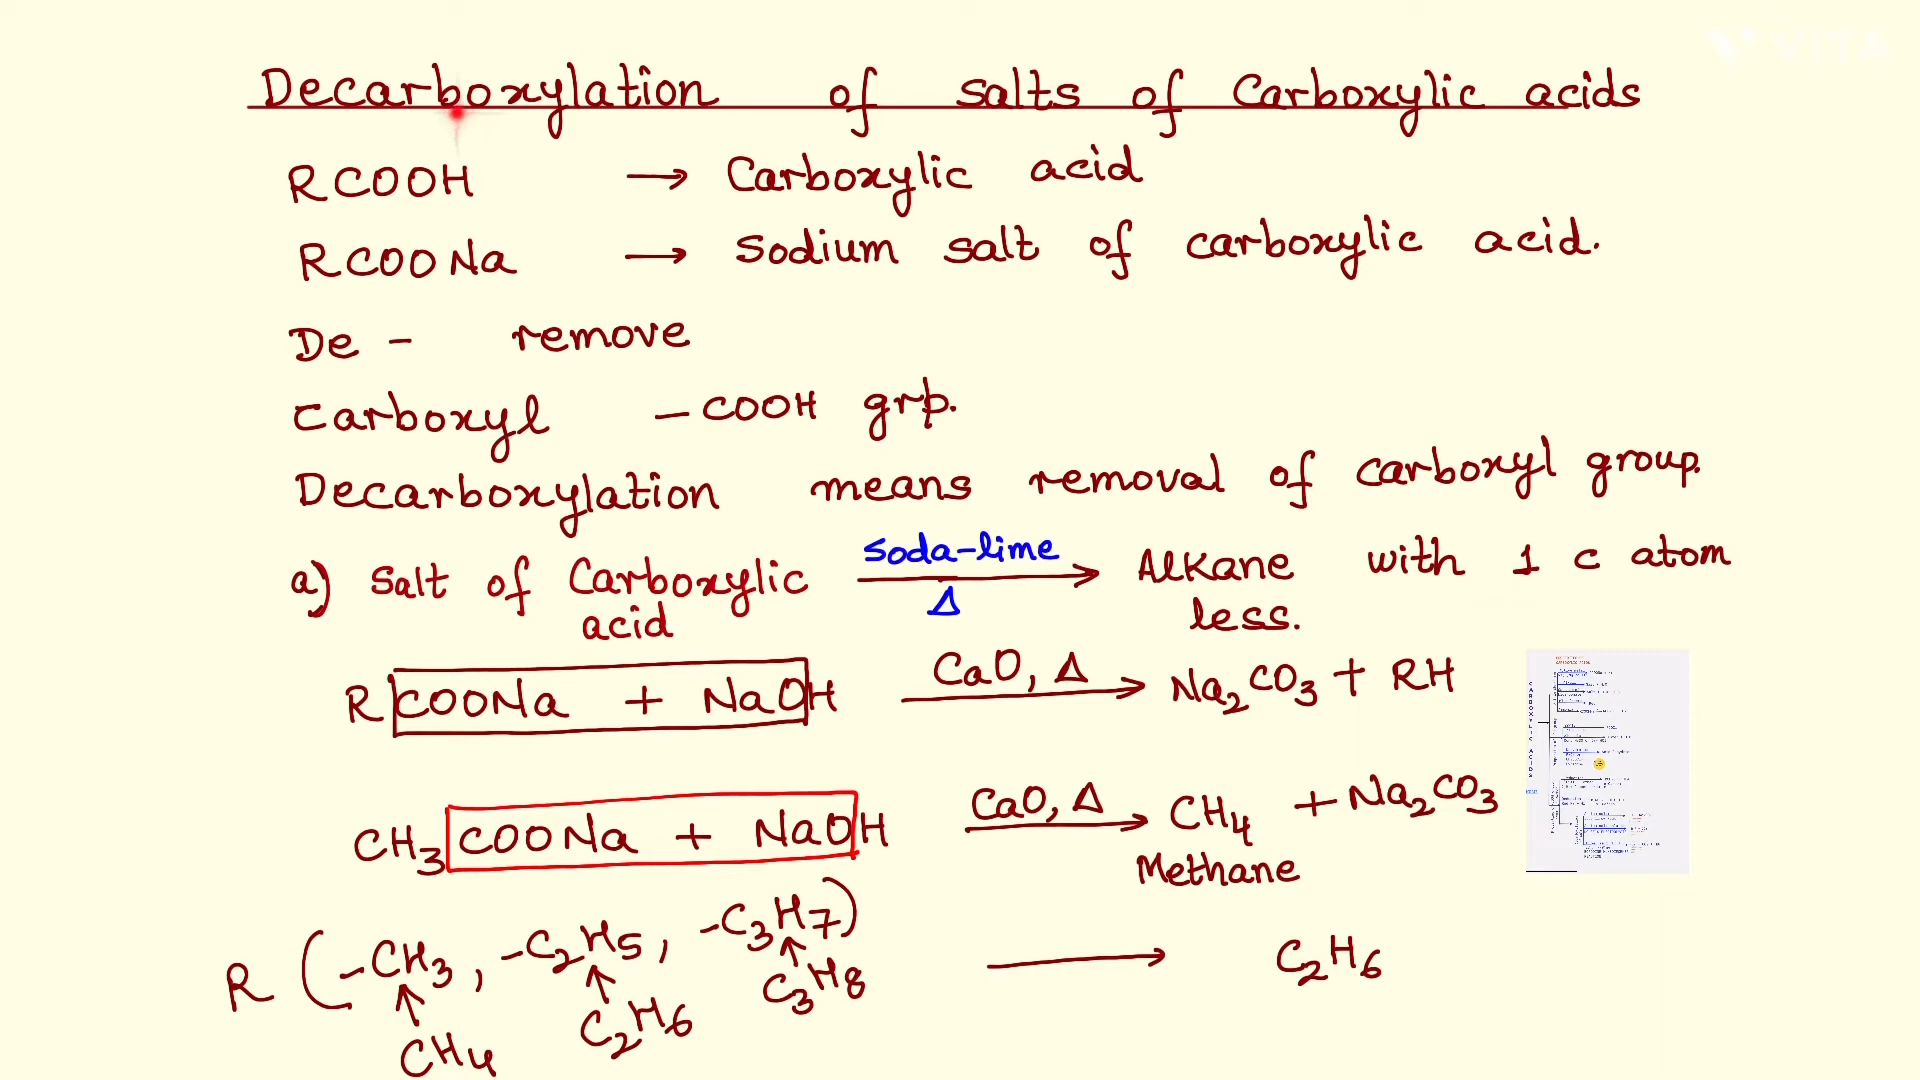 Decarboxylation of salts of Carboxylic acids
RCOOH → Carboxylic acid
RCOONa → Sodium salt of carboxylic acid.
De - remove
Carboxyl - COOH grp.
Decarboxylation means removal of carboxyl group.
a) Salt of Carboxylic acid soda-lime Δ → Alkane with 1 C atom
less.
RCOONa + NaOH CaO, Δ → Na₂CO₃ + RH
CH₃COONa + NaOH CaO, Δ → CH₄ + Na₂CO₃
Methane
R (-CH₃, -C₂H₅, -C₃H₇) → C₂H₆
CH₄ C₂H₆ C₃H₈